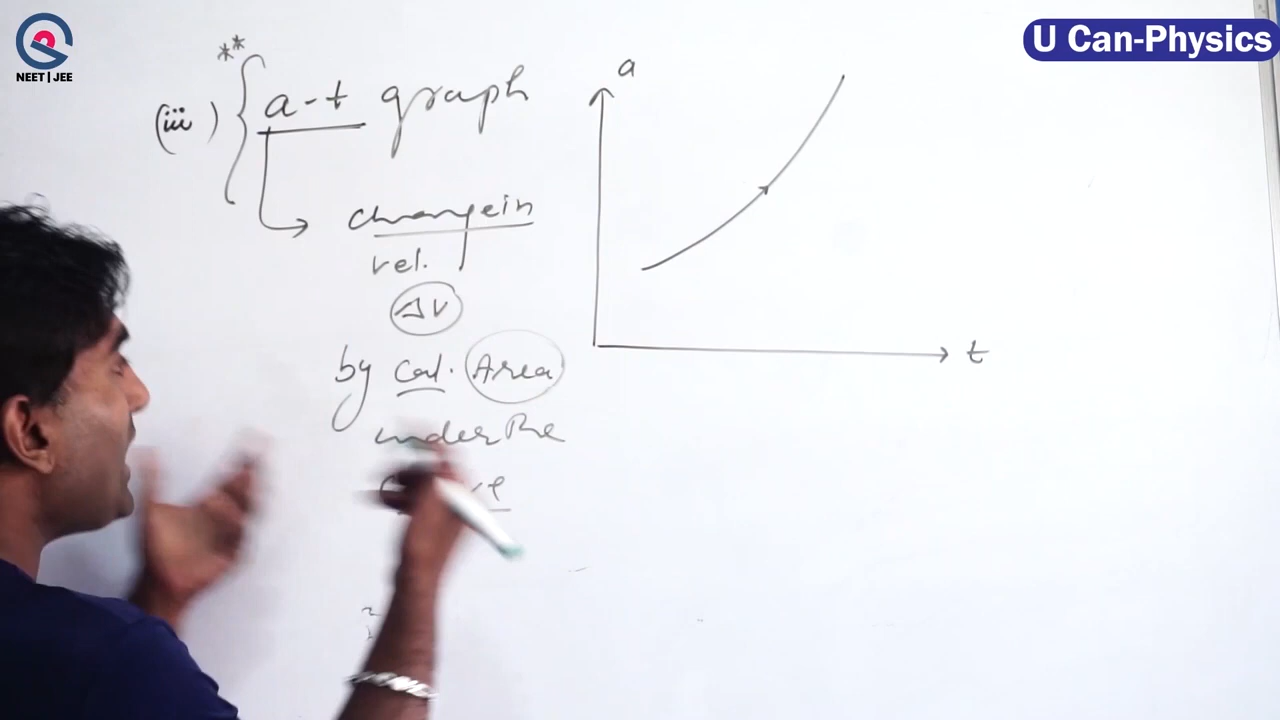 NEET | JEE
U Can-Physics
**
(iii) a-t graph
change in
vel.
ΔV
by Cal. Area
under the
a
t